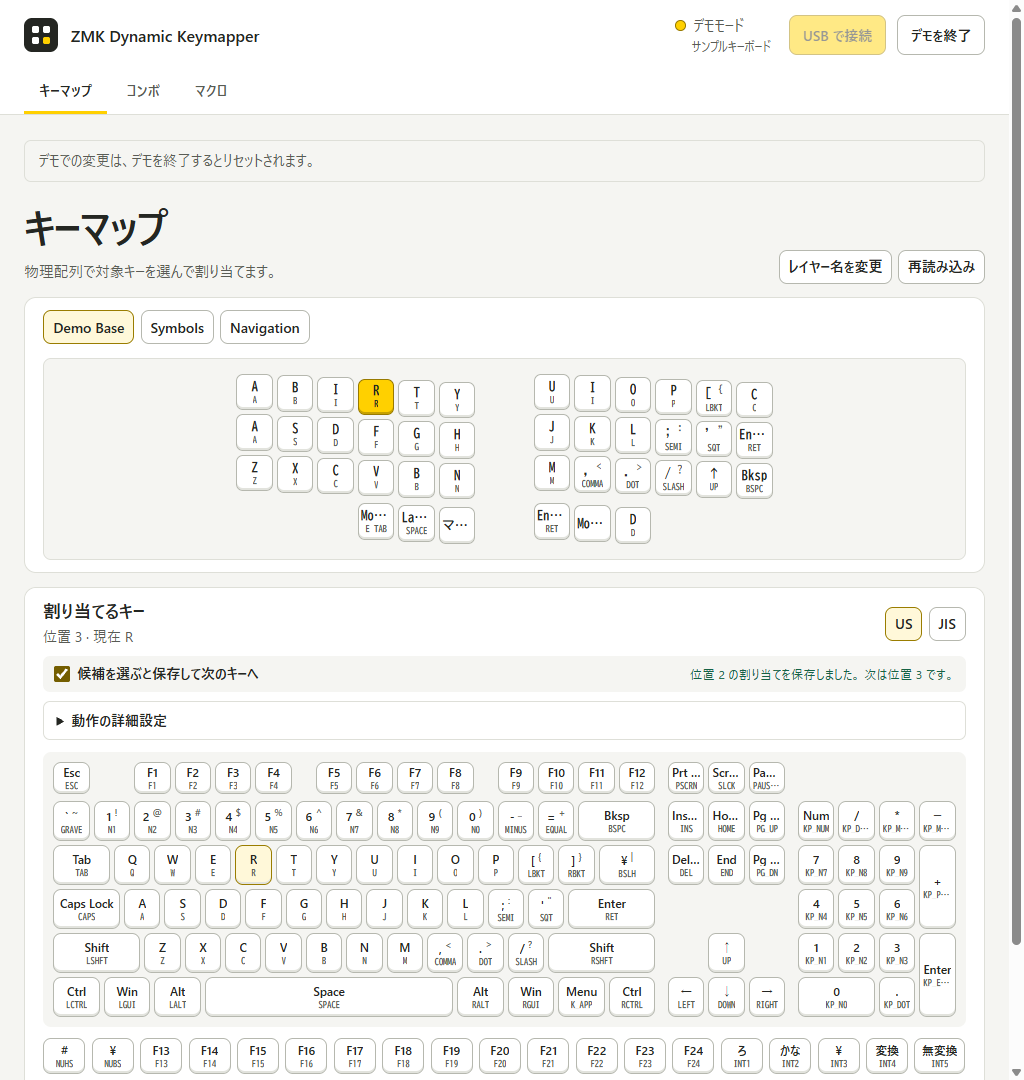 ZMK Dynamic Keymapper
デモモード
サンプルキーボード
USB で接続
デモを終了
キーマップ コンボ マクロ
デモでの変更は、デモを終了するとリセットされます。
キーマップ
物理配列で対象キーを選んで割り当てます。
レイヤー名を変更 再読み込み
Demo Base Symbols Navigation
A B I R T Y U I O P [ { C
A B I R T Y U I O P LBKT C
A S D F G H J K L ; : ' " En…
A S D F G H J K L SEMI SQT RET
Z X C V B N M , < . > / ? ↑ Bksp
Z X C V B N M COMMA DOT SLASH UP BSPC
Mo… La… マ… En… Mo… D
E TAB SPACE RET D
割り当てるキー
位置 3 · 現在 R
US JIS
候補を選ぶと保存して次のキーへ
位置 2 の割り当てを保存しました。次は位置 3 です。
▶ 動作の詳細設定
Esc F1 F2 F3 F4 F5 F6 F7 F8 F9 F10 F11 F12 Prt … Scr… Pa…
ESC F1 F2 F3 F4 F5 F6 F7 F8 F9 F10 F11 F12 PSCRN SLCK PAUS…
` ~ 1 ! 2 @ 3 # 4 $ 5 % 6 ^ 7 & 8 * 9 ( 0 ) - _ = + Bksp Ins… Ho… Pg … Num / * −
GRAVE N1 N2 N3 N4 N5 N6 N7 N8 N9 N0 MINUS EQUAL BSPC INS HOME PG UP KP NUM KP D… KP M… KP M…
Tab Q W E R T Y U I O P [ { ] } ¥ | Del… End Pg … 7 8 9 +
TAB Q W E R T Y U I O P LBKT RBKT BSLH DEL END PG DN KP N7 KP N8 KP N9 KP P…
Caps Lock A S D F G H J K L ; : ' " Enter 4 5 6
CAPS A S D F G H J K L SEMI SQT RET KP N4 KP N5 KP N6
Shift Z X C V B N M , < . > / ? Shift ↑ 1 2 3 Enter
LSHFT Z X C V B N M COMMA DOT SLASH RSHFT UP KP N1 KP N2 KP N3 KP E…
Ctrl Win Alt Space Alt Win Menu Ctrl ← ↓ → 0 .
LCTRL LGUI LALT SPACE RALT RGUI K APP RCTRL LEFT DOWN RIGHT KP N0 KP DOT
# ¥ F13 F14 F15 F16 F17 F18 F19 F20 F21 F22 F23 F24 ろ かな ¥ 変換 無変換
NUHS NUBS F13 F14 F15 F16 F17 F18 F19 F20 F21 F22 F23 F24 INT1 INT2 INT3 INT4 INT5